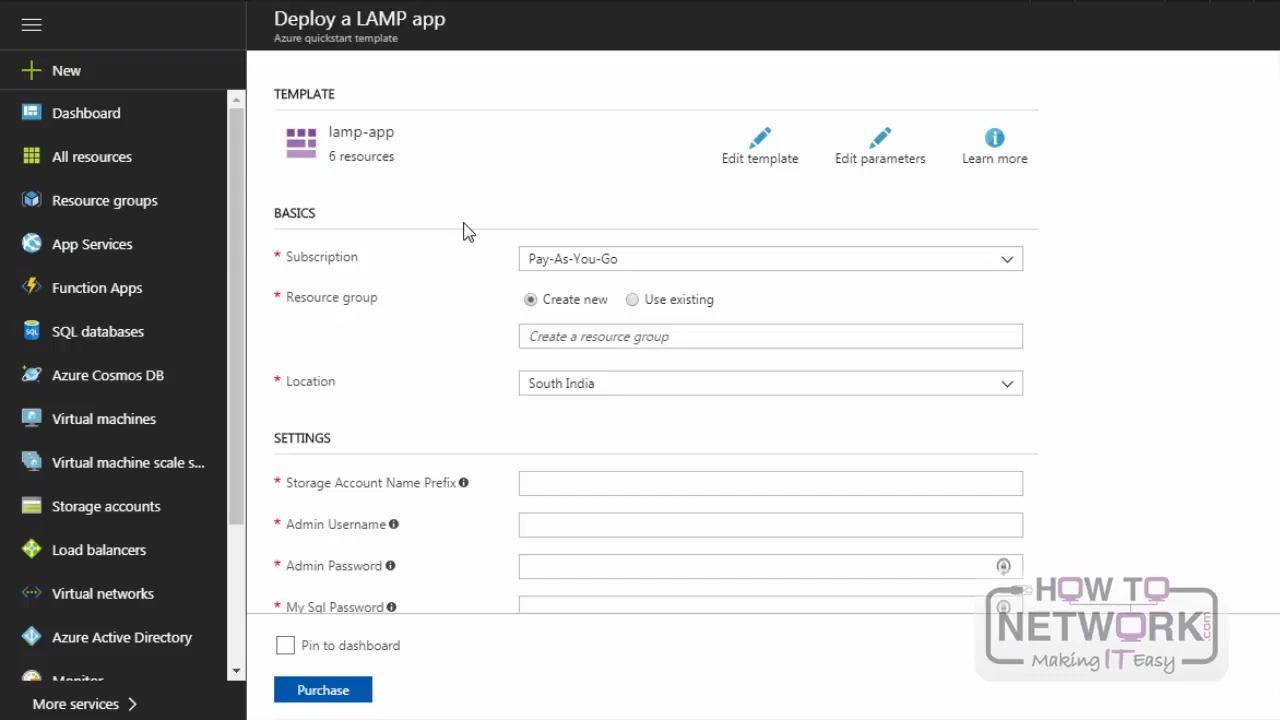 Deploy a LAMP app
Azure quickstart template
New
Dashboard
All resources
Resource groups
App Services
Function Apps
SQL databases
SQL
Azure Cosmos DB
Virtual machines
Virtual machine scale s...
Storage accounts
Load balancers
Virtual networks
Azure Active Directory
Monitor
More services
TEMPLATE
lamp-app
6 resources
Edit template
Edit parameters
Learn more
BASICS
* Subscription
Pay-As-You-Go
* Resource group
Create new
Use existing
Create a resource group
* Location
South India
SETTINGS
* Storage Account Name Prefix
* Admin Username
* Admin Password
* My Sql Password
Pin to dashboard
Purchase
HOW TO
NETWORK.com
Making IT Easy